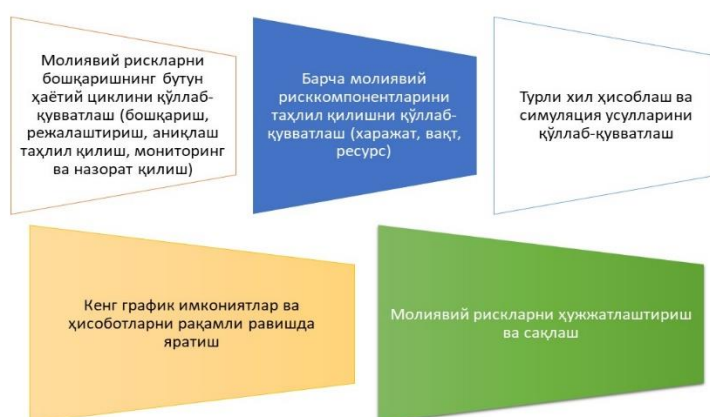 Молиявий рискларни
бошқаришнинг бутун
ҳаётий циклини қўллаб-
қувватлаш (бошқариш,
режалаштириш, аниқлаш
таҳлил қилиш, мониторинг
ва назорат қилиш)
Барча молиявий
рисккомпонентларини
таҳлил қилишни қўллаб-
қувватлаш (харажат, вақт,
ресурс)
Турли хил ҳисоблаш ва
симуляция усулларини
қўллаб-қувватлаш
Кенг график имкониятлар ва
ҳисоботларни рақамли равишда
яратиш
Молиявий рискларни ҳужжатлаштириш
ва сақлаш